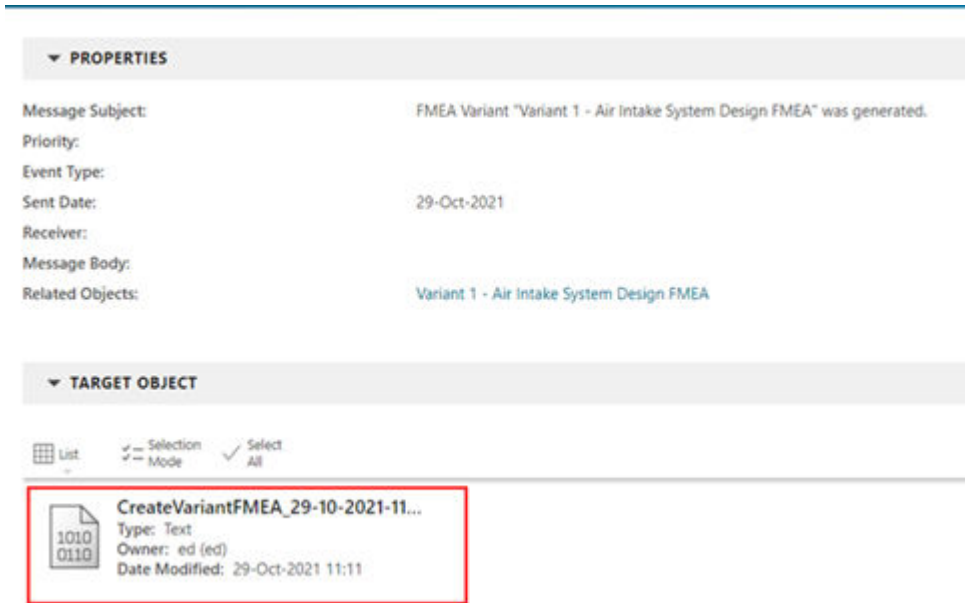 PROPERTIES
Message Subject: FMEA Variant "Variant 1 - Air Intake System Design FMEA" was generated.
Priority:
Event Type:
Sent Date: 29-Oct-2021
Receiver:
Message Body:
Related Objects: Variant 1 - Air Intake System Design FMEA
TARGET OBJECT
List
Selection
Mode
Select
All
1010
0110
CreateVariantFMEA_29-10-2021-11...
Type: Text
Owner: ed (ed)
Date Modified: 29-Oct-2021 11:11